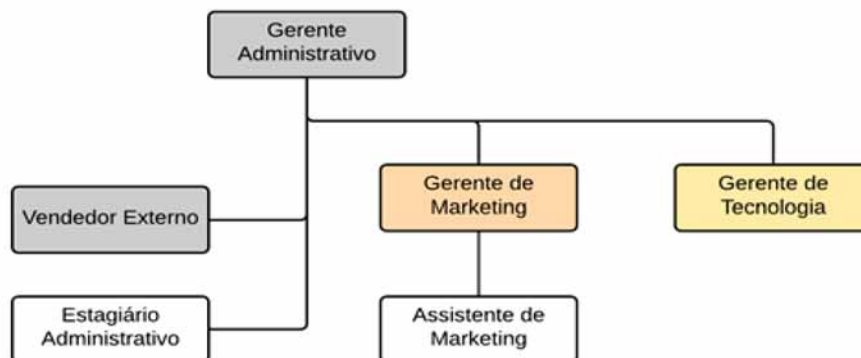 Gerente
Administrativo
Vendedor Externo
Gerente de
Marketing
Gerente de
Tecnologia
Estagiário
Administrativo
Assistente de
Marketing